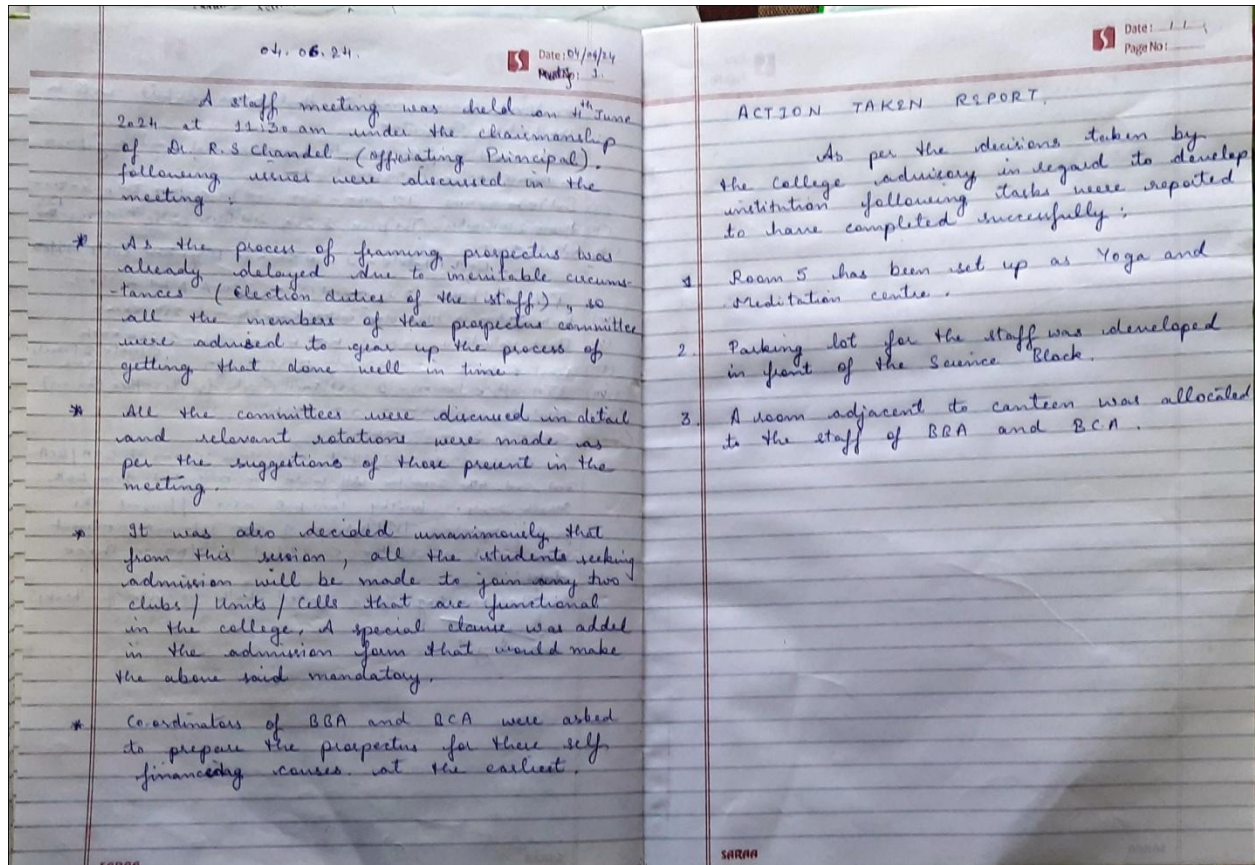 04.06.24.
Date: 04/06/24
1.
A staff meeting was held on 4th June
2024 at 11:30 am under the chairmanship
of Dr. R.S Chandel (officiating Principal).
following issues were discussed in the
meeting :
* As the process of framing prospectus was
already delayed due to inevitable circums-
tances (Election duties of the staff), so
all the members of the prospectus committee
were advised to gear up the process of
getting that done well in time.
* All the committees were discussed in detail
and relevant rotations were made as
per the suggestions of those present in the
meeting.
* It was also decided unanimously that
from this session, all the students seeking
admission will be made to join any two
clubs / Units / Cells that are functional
in the college. A special clause was added
in the admission form that would make
the above said mandatory.
* Co-ordinators of BBA and BCA were asked
to prepare the prospectus for these self
financing courses. at the earliest.
SARAA
Date:
Page No:
ACTION TAKEN REPORT.
As per the decisions taken by
the College advisory in regard to develop
institution following tasks were reported
to have completed successfully :
1. Room 5 has been set up as Yoga and
Meditation centre.
2. Parking lot for the staff was developed
in front of the Science Block.
3. A room adjacent to canteen was allocated
to the staff of BBA and BCA.
SARAA